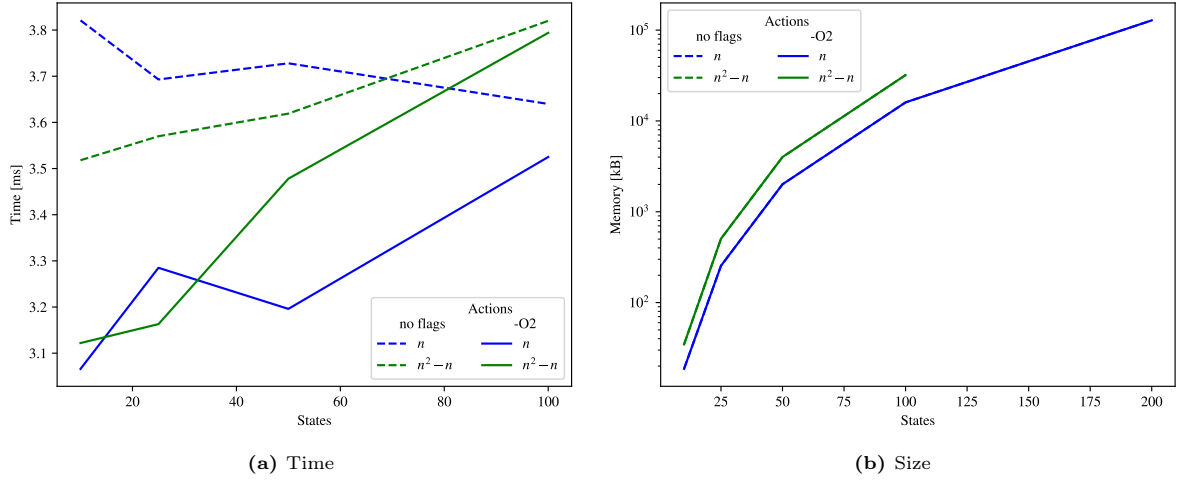 3.8
3.7
3.6
3.5
3.4
3.3
3.2
3.1
Time [ms]
20 40 60 80 100
States
Actions
no flags -O2
n n
n² − n n² − n
(a) Time
10⁵
10⁴
10³
10²
Memory [kB]
25 50 75 100 125 150 175 200
States
Actions
no flags -O2
n n
n² − n n² − n
(b) Size